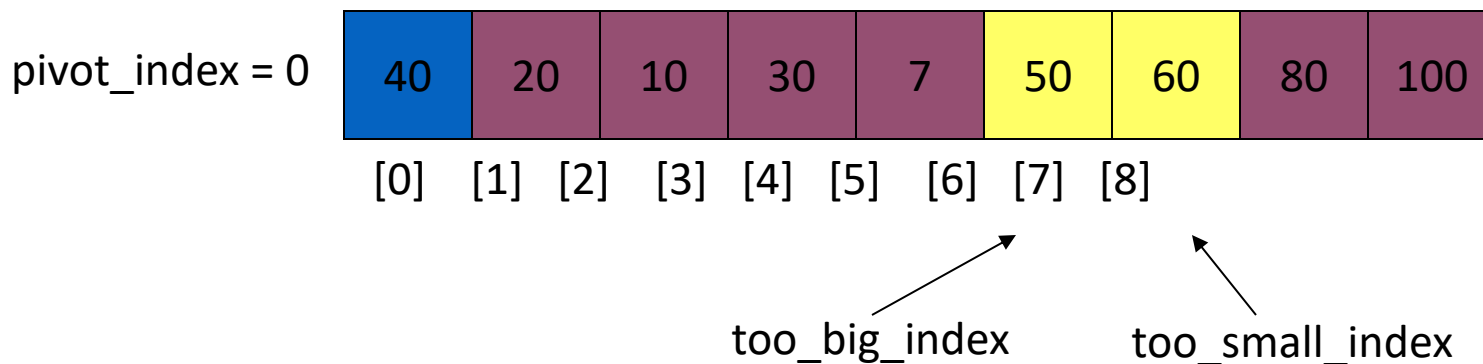 pivot_index = 0 40 20 10 30 7 50 60 80 100
[0] [1] [2] [3] [4] [5] [6] [7] [8]
too_big_index too_small_index